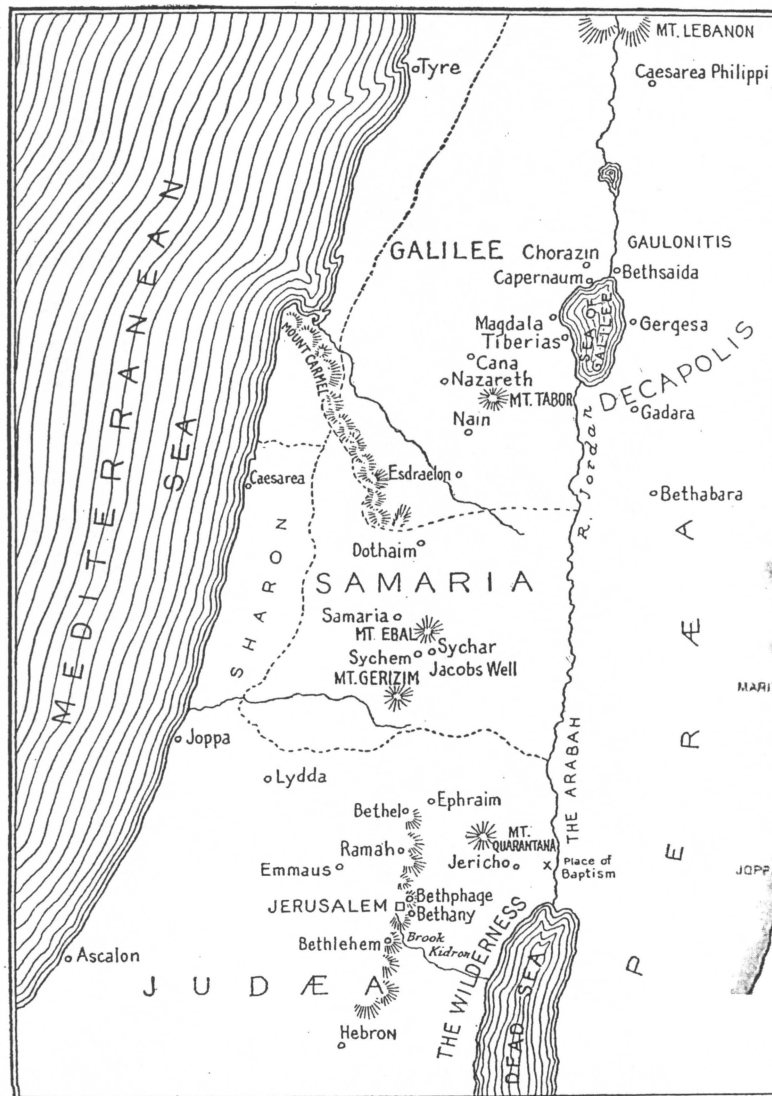 MT. LEBANON
Tyre
Caesarea Philippi
MEDITERRANEAN
SEA
GALILEE
Chorazin
GAULONITIS
Capernaum
Bethsaida
SEA OF
GALILEE
Magdala
Gergesa
Tiberias
Cana
DECAPOLIS
Nazareth
MT. TABOR
Gadara
Nain
MOUNT CARMEL
R. Jordan
Esdraelon
Caesarea
Bethabara
SHARON
Dothaim
PERÆA
SAMARIA
Samaria
MT. EBAL
Sychem
Sychar
Jacobs Well
MT. GERIZIM
MARI
Joppa
THE ARABAH
Lydda
Ephraim
Bethel
MT.
QUARANTANA
Ramah
Emmaus
Jericho
x Place of
Baptism
JOPP
JERUSALEM
Bethphage
Bethany
Bethlehem
Brook
Kidron
THE WILDERNESS
Ascalon
JUDÆA
DEAD SEA
Hebron